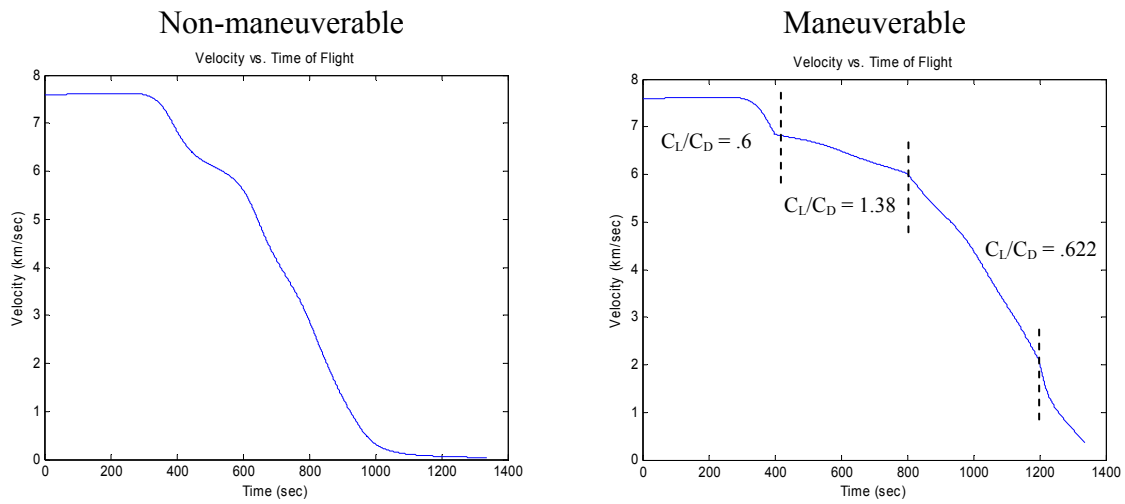 Non-maneuverable
Velocity vs. Time of Flight
8
7
6
5
4
3
2
1
0
Velocity (km/sec)
0 200 400 600 800 1000 1200 1400
Time (sec)
Maneuverable
Velocity vs. Time of Flight
8
7
6
5
4
3
2
1
0
Velocity (km/sec)
C_L/C_D = .6
C_L/C_D = 1.38
C_L/C_D = .622
0 200 400 600 800 1000 1200 1400
Time (sec)